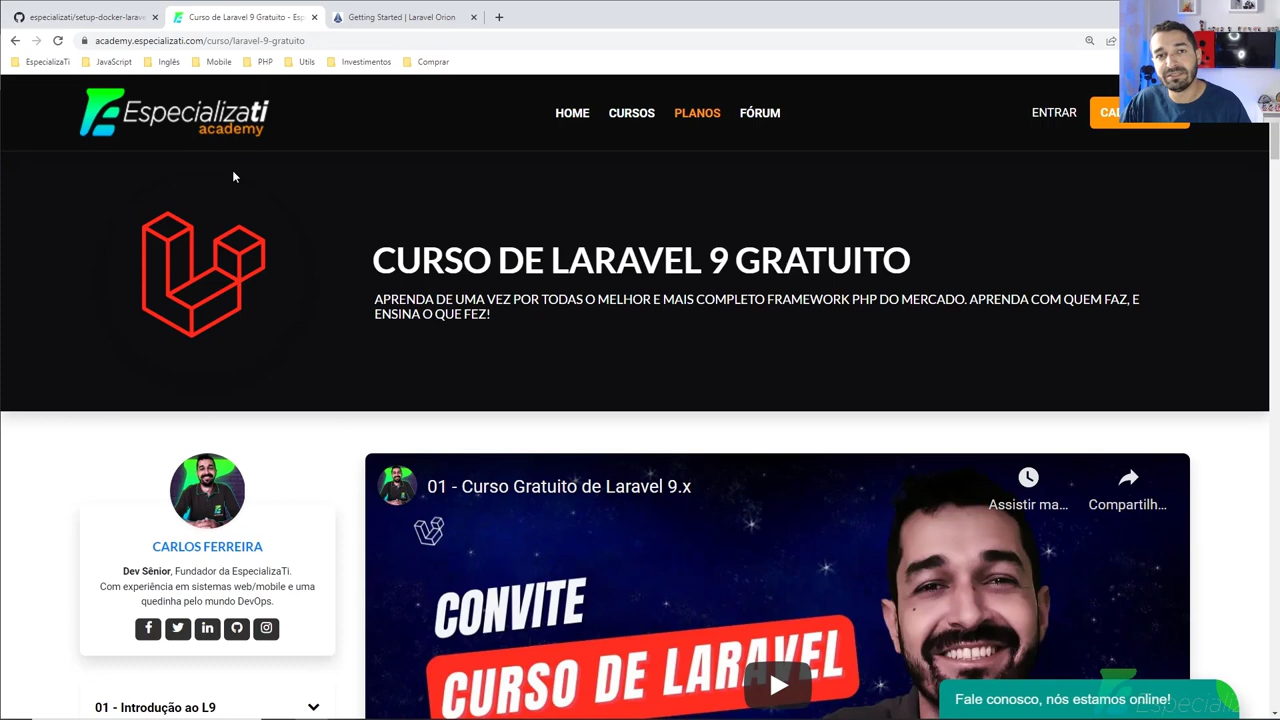 especializati/setup-docker-larave
Curso de Laravel 9 Gratuito - Esp
Getting Started | Laravel Orion
academy.especializati.com/curso/laravel-9-gratuito
EspecializaTi
JavaScript
Inglês
Mobile
PHP
Utils
Investimentos
Comprar
Especializati
academy
HOME
CURSOS
PLANOS
FÓRUM
ENTRAR
CURSO DE LARAVEL 9 GRATUITO
APRENDA DE UMA VEZ POR TODAS O MELHOR E MAIS COMPLETO FRAMEWORK PHP DO MERCADO. APRENDA COM QUEM FAZ, E
ENSINA O QUE FEZ!
CARLOS FERREIRA
Dev Sênior, Fundador da EspecializaTi.
Com experiência em sistemas web/mobile e uma
quedinha pelo mundo DevOps.
01 - Introdução ao L9
01 - Curso Gratuito de Laravel 9.x
Assistir ma...
Compartilh...
CONVITE
CURSO DE LARAVEL
Fale conosco, nós estamos online!